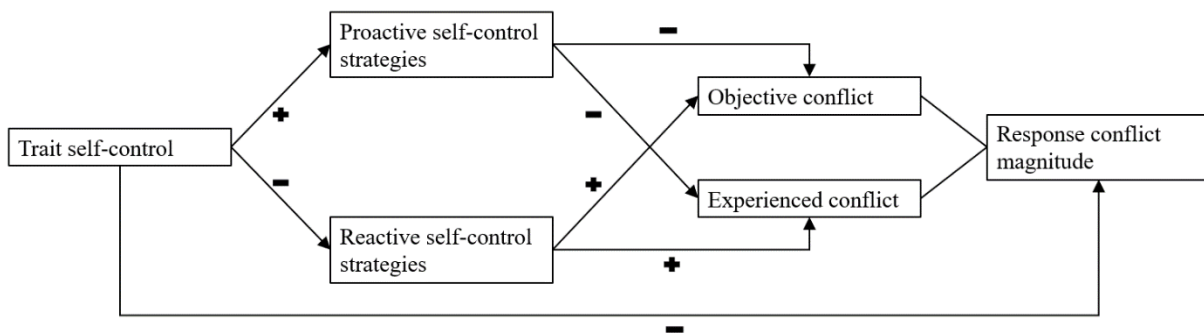 Proactive self-control
strategies
−
Objective conflict
+
−
Trait self-control
Response conflict
magnitude
−
+
Experienced conflict
Reactive self-control
strategies
+
−